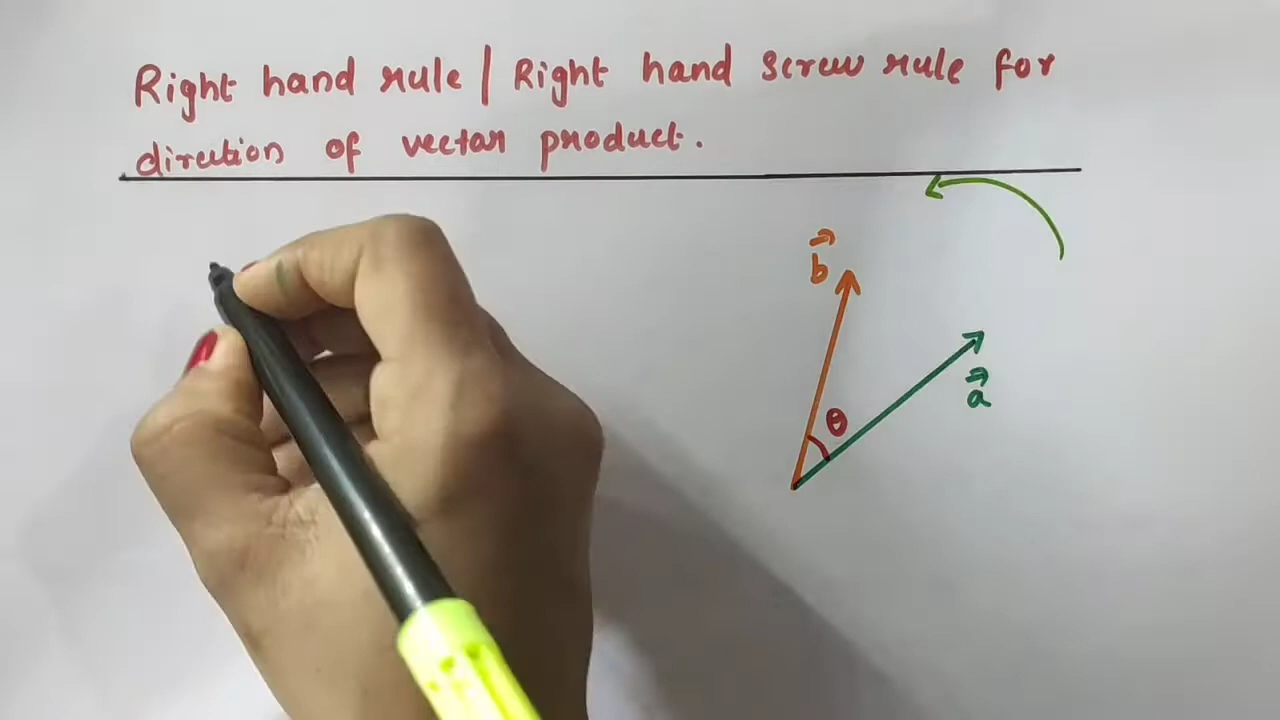 Right hand rule | Right hand screw rule for
direction of vector product.
b⃗
θ
a⃗